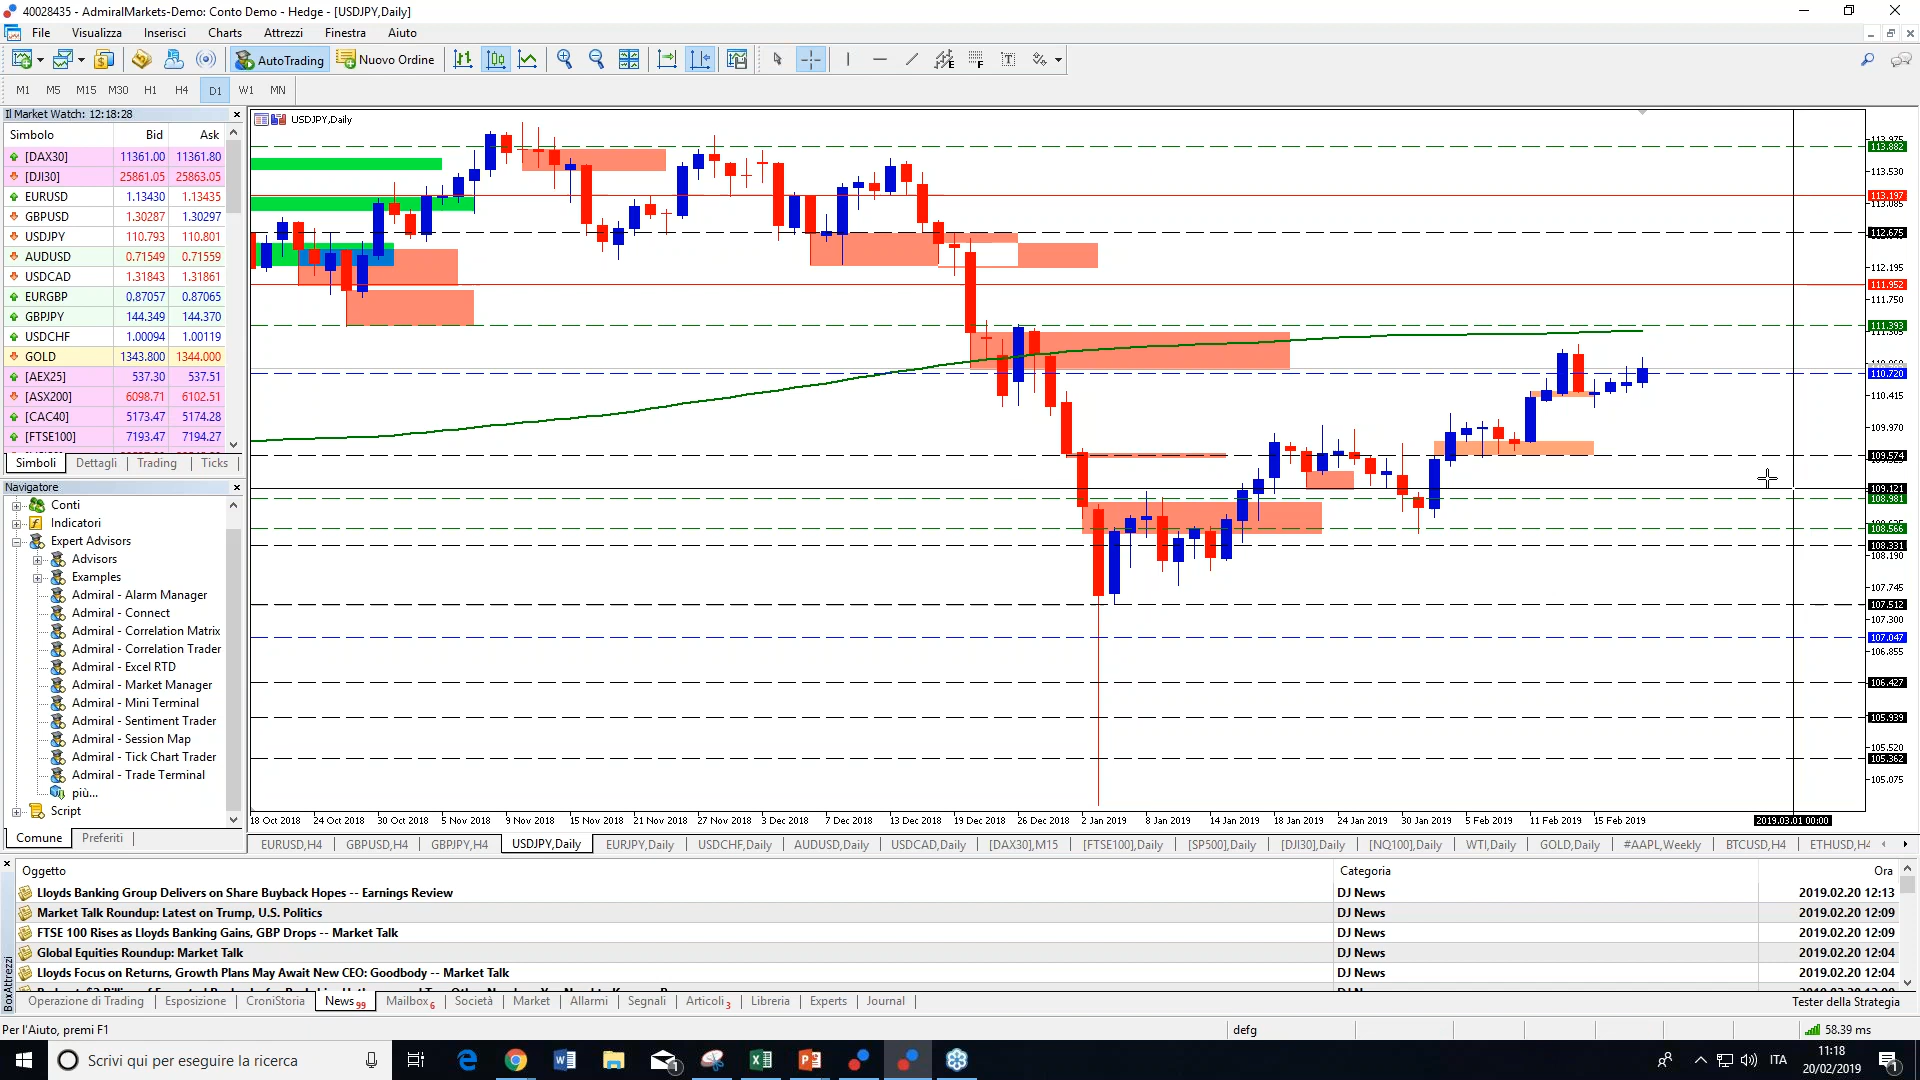 40028435 - AdmiralMarkets-Demo: Conto Demo - Hedge - [USDJPY,Daily]
File Visualizza Inserisci Charts Attrezzi Finestra Aiuto
AutoTrading Nuovo Ordine
M1 M5 M15 M30 H1 H4 D1 W1 MN
Il Market Watch: 12:18:28
Simbolo Bid Ask
[DAX30] 11361.00 11361.80
[DJI30] 25861.05 25863.05
EURUSD 1.13430 1.13435
GBPUSD 1.30287 1.30297
USDJPY 110.793 110.801
AUDUSD 0.71549 0.71559
USDCAD 1.31843 1.31861
EURGBP 0.87057 0.87065
GBPJPY 144.349 144.370
USDCHF 1.00094 1.00119
GOLD 1343.800 1344.000
[AEX25] 537.30 537.51
[ASX200] 6098.71 6102.51
[CAC40] 5173.47 5174.28
[FTSE100] 7193.47 7194.27
Simboli Dettagli Trading Ticks
Navigatore
Conti
Indicatori
Expert Advisors
Advisors
Examples
Admiral - Alarm Manager
Admiral - Connect
Admiral - Correlation Matrix
Admiral - Correlation Trader
Admiral - Excel RTD
Admiral - Market Manager
Admiral - Mini Terminal
Admiral - Sentiment Trader
Admiral - Session Map
Admiral - Tick Chart Trader
Admiral - Trade Terminal
più...
Script
Comune Preferiti
USDJPY,Daily
113.882
113.530
113.197
113.085
112.675
112.195
111.952
111.750
111.393
110.720
110.415
109.970
109.574
109.121
108.981
108.566
108.331
108.190
107.745
107.512
107.300
107.047
106.855
106.427
105.939
105.520
105.362
105.075
18 Oct 2018 24 Oct 2018 30 Oct 2018 5 Nov 2018 9 Nov 2018 15 Nov 2018 21 Nov 2018 27 Nov 2018 3 Dec 2018 7 Dec 2018 13 Dec 2018 19 Dec 2018 26 Dec 2018 2 Jan 2019 8 Jan 2019 14 Jan 2019 18 Jan 2019 24 Jan 2019 30 Jan 2019 5 Feb 2019 11 Feb 2019 15 Feb 2019 2019.03.01 00:00
EURUSD,H4 GBPUSD,H4 GBPJPY,H4 USDJPY,Daily EURJPY,Daily USDCHF,Daily AUDUSD,Daily USDCAD,Daily [DAX30],M15 [FTSE100],Daily [SP500],Daily [DJI30],Daily [NQ100],Daily WTI,Daily GOLD,Daily #AAPL,Weekly BTCUSD,H4 ETHUSD,H4
Oggetto Categoria Ora
Lloyds Banking Group Delivers on Share Buyback Hopes -- Earnings Review DJ News 2019.02.20 12:13
Market Talk Roundup: Latest on Trump, U.S. Politics DJ News 2019.02.20 12:09
FTSE 100 Rises as Lloyds Banking Gains, GBP Drops -- Market Talk DJ News 2019.02.20 12:09
Global Equities Roundup: Market Talk DJ News 2019.02.20 12:04
Lloyds Focus on Returns, Growth Plans May Await New CEO: Goodbody -- Market Talk DJ News 2019.02.20 12:04
BoxAttrezzi
Operazione di Trading Esposizione CroniStoria News 99 Mailbox 6 Società Market Allarmi Segnali Articoli 3 Libreria Experts Journal Tester della Strategia
Per l'Aiuto, premi F1 defg 58.39 ms
Scrivi qui per eseguire la ricerca 1 ITA 11:18 1
20/02/2019